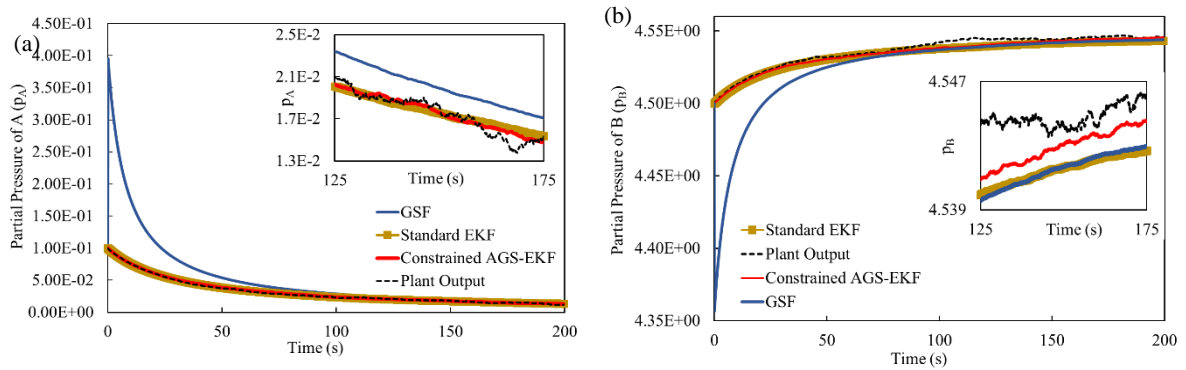 (a)
Partial Pressure of A (pA)
4.50E-01
4.00E-01
3.50E-01
3.00E-01
2.50E-01
2.00E-01
1.50E-01
1.00E-01
5.00E-02
0.00E+00
0 50 100 150 200
Time (s)
pA
2.5E-2
2.1E-2
1.7E-2
1.3E-2
125 175
Time (s)
GSF
Standard EKF
Constrained AGS-EKF
Plant Output
(b)
Partial Pressure of B (pB)
4.55E+00
4.50E+00
4.45E+00
4.40E+00
4.35E+00
0 50 100 150 200
Time (s)
pB
4.547
4.539
125 175
Time (s)
Standard EKF
Plant Output
Constrained AGS-EKF
GSF